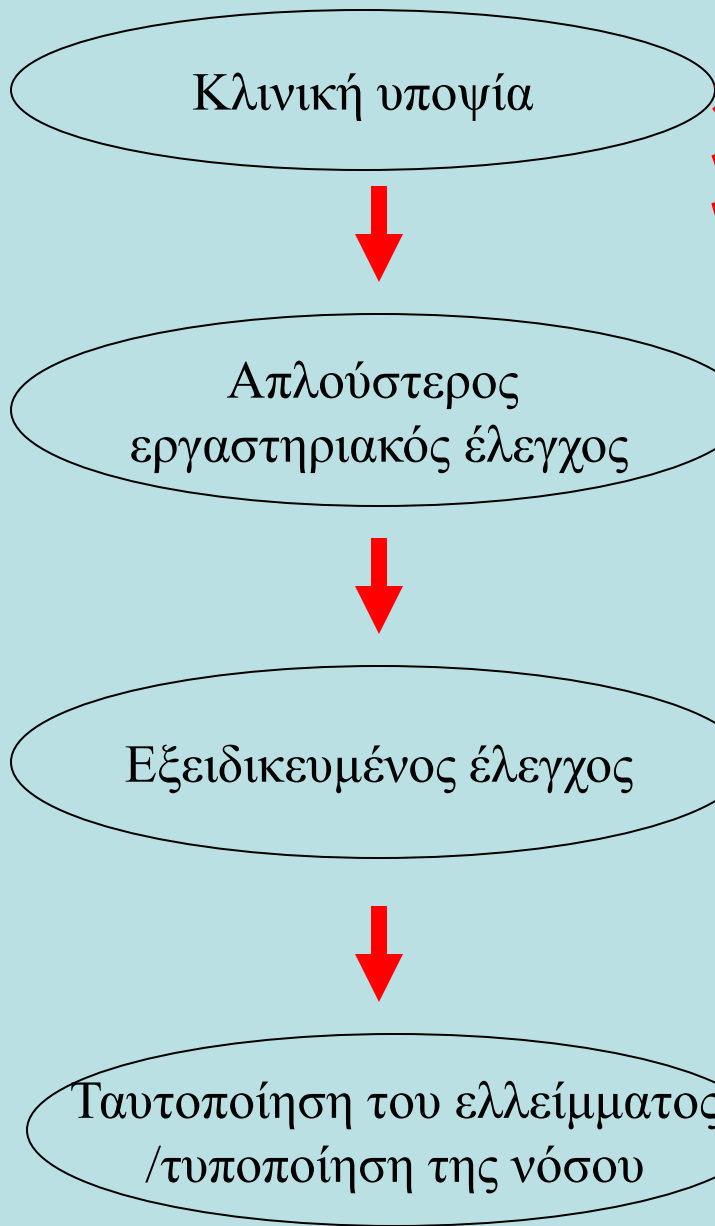 Κλινική υποψία
Απλούστερος
εργαστηριακός έλεγχος
Εξειδικευμένος έλεγχος
Ταυτοποίηση του ελλείμματος
/τυποποίηση της νόσου